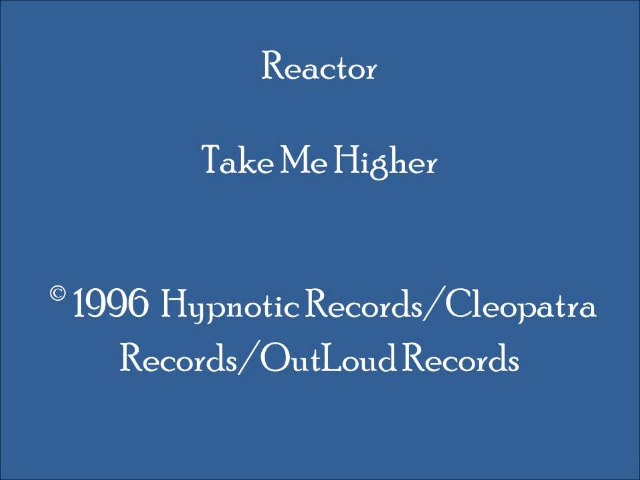 Reactor
Take Me Higher
© 1996 Hypnotic Records/Cleopatra
Records/OutLoud Records